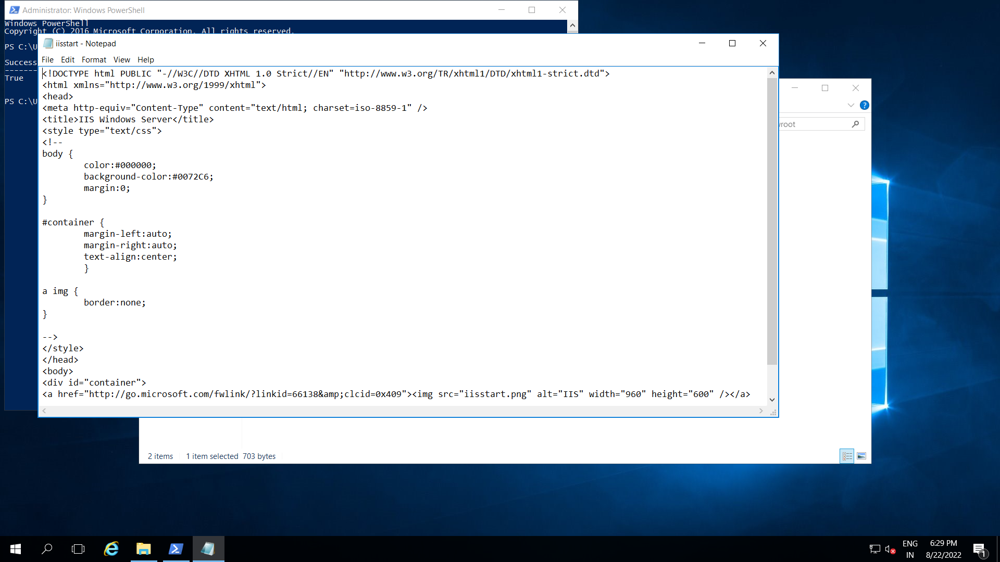 Administrator: Windows PowerShell
Windows PowerShell
Copyright (C) 2016 Microsoft Corporation. All rights reserved.
PS C:\U
Success
-------
True
PS C:\U
iisstart - Notepad
File Edit Format View Help
<!DOCTYPE html PUBLIC "-//W3C//DTD XHTML 1.0 Strict//EN" "http://www.w3.org/TR/xhtml1/DTD/xhtml1-strict.dtd">
<html xmlns="http://www.w3.org/1999/xhtml">
<head>
<meta http-equiv="Content-Type" content="text/html; charset=iso-8859-1" />
<title>IIS Windows Server</title>
<style type="text/css">
<!--
body {
color:#000000;
background-color:#0072C6;
margin:0;
}
#container {
margin-left:auto;
margin-right:auto;
text-align:center;
}
a img {
border:none;
}
-->
</style>
</head>
<body>
<div id="container">
<a href="http://go.microsoft.com/fwlink/?linkid=66138&amp;clcid=0x409"><img src="iisstart.png" alt="IIS" width="960" height="600" /></a>
root
2 items 1 item selected 703 bytes
ENG
IN
6:29 PM
8/22/2022
1